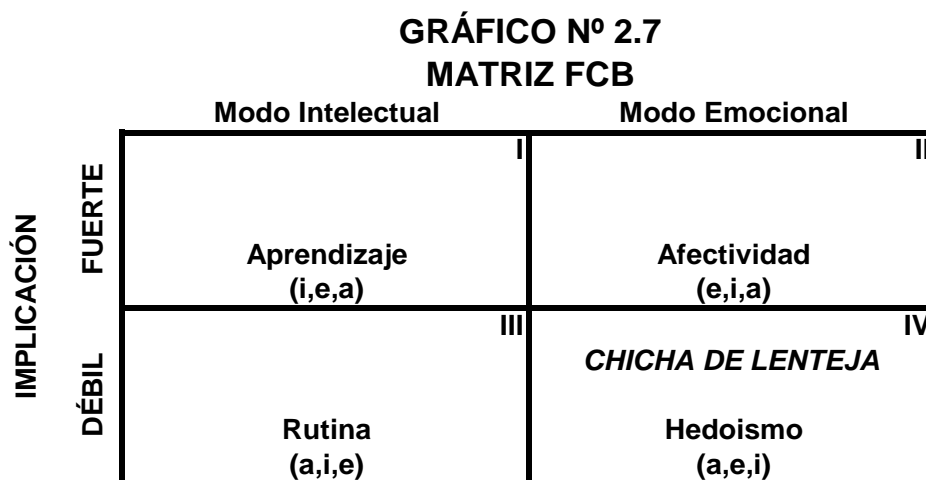 GRÁFICO Nº 2.7
MATRIZ FCB
Modo Intelectual Modo Emocional
IMPLICACIÓN
FUERTE
I
Aprendizaje
(i,e,a)
II
Afectividad
(e,i,a)
DÉBIL
III
Rutina
(a,i,e)
IV
CHICHA DE LENTEJA
Hedoismo
(a,e,i)